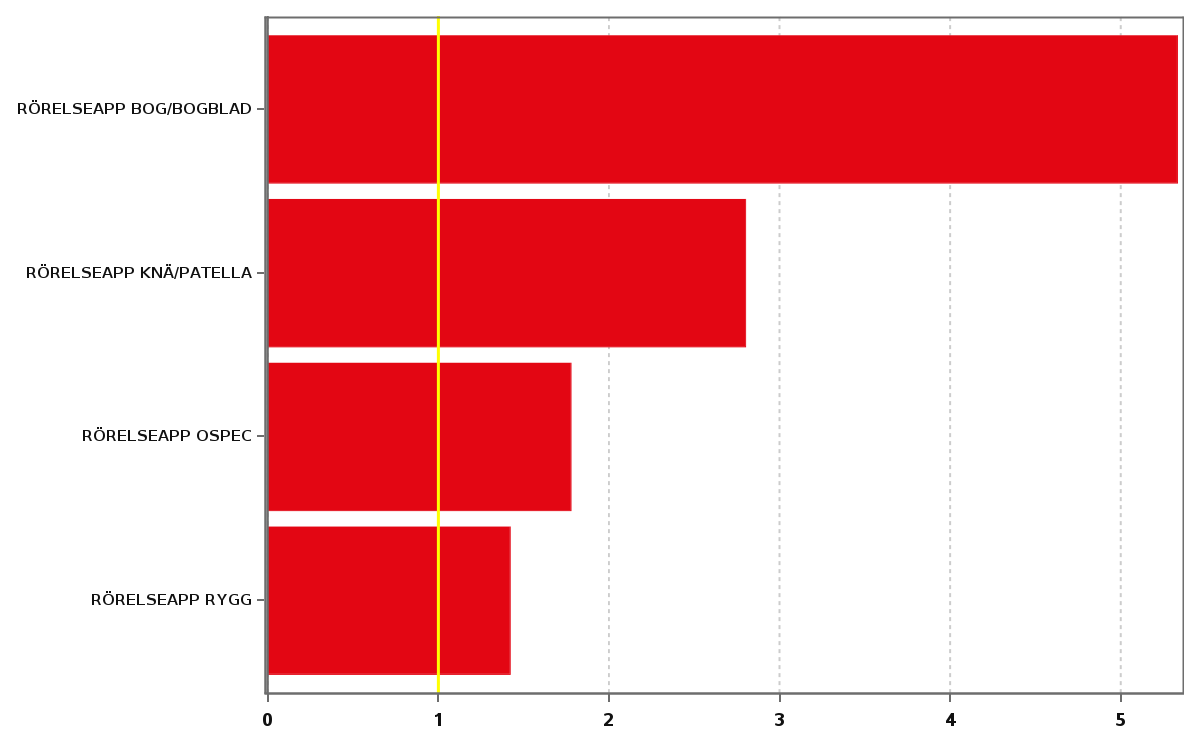 RÖRELSEAPP BOG/BOGBLAD
RÖRELSEAPP KNÄ/PATELLA
RÖRELSEAPP OSPEC
RÖRELSEAPP RYGG
0 1 2 3 4 5